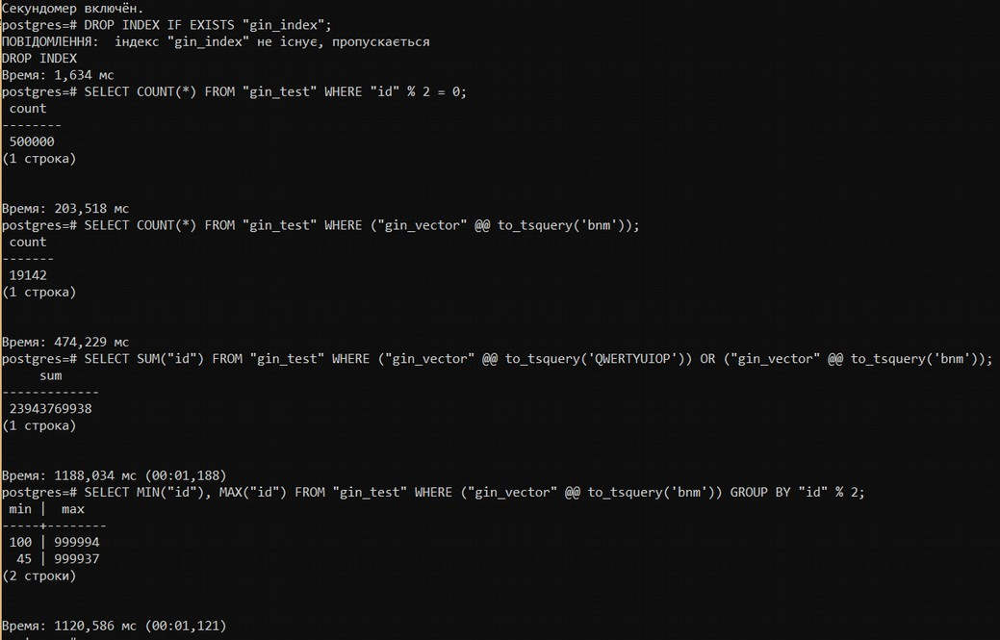 Секундомер включён.
postgres=# DROP INDEX IF EXISTS "gin_index";
ПОВІДОМЛЕННЯ:  індекс "gin_index" не існує, пропускається
DROP INDEX
Время: 1,634 мс
postgres=# SELECT COUNT(*) FROM "gin_test" WHERE "id" % 2 = 0;
 count
--------
 500000
(1 строка)


Время: 203,518 мс
postgres=# SELECT COUNT(*) FROM "gin_test" WHERE ("gin_vector" @@ to_tsquery('bnm'));
 count
-------
 19142
(1 строка)


Время: 474,229 мс
postgres=# SELECT SUM("id") FROM "gin_test" WHERE ("gin_vector" @@ to_tsquery('QWERTYUIOP')) OR ("gin_vector" @@ to_tsquery('bnm'));
     sum
-------------
 23943769938
(1 строка)


Время: 1188,034 мс (00:01,188)
postgres=# SELECT MIN("id"), MAX("id") FROM "gin_test" WHERE ("gin_vector" @@ to_tsquery('bnm')) GROUP BY "id" % 2;
 min |  max
-----+--------
 100 | 999994
  45 | 999937
(2 строки)


Время: 1120,586 мс (00:01,121)